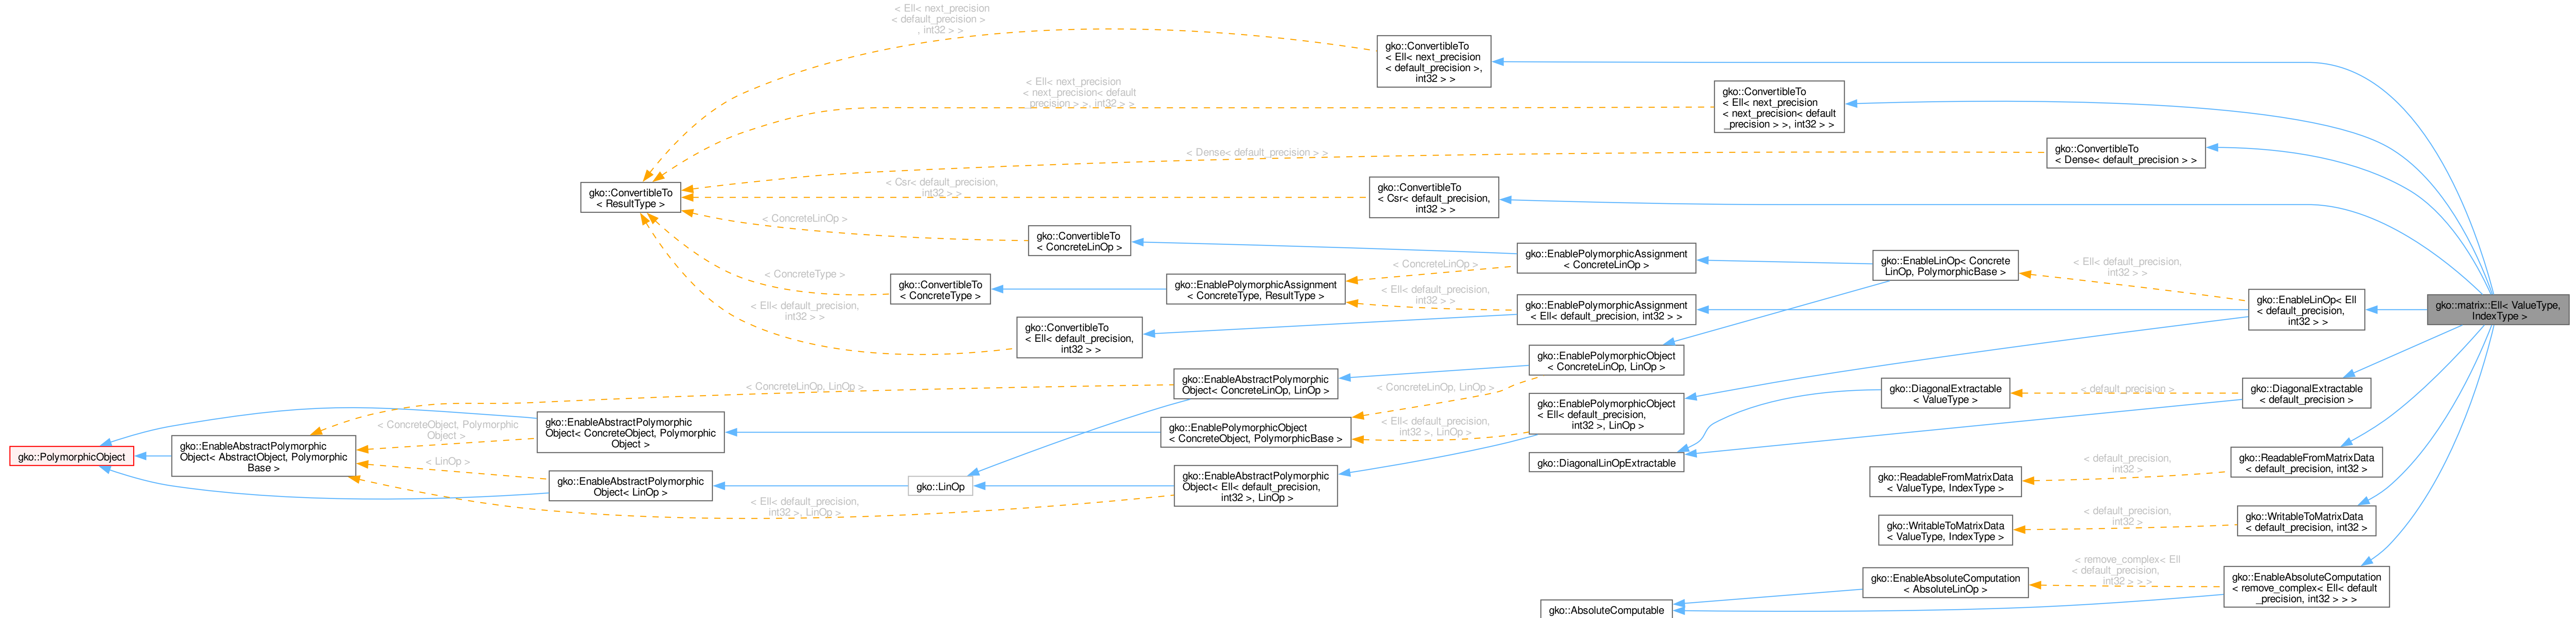 < Ell< next_precision
< default_precision >
, int32 > >
gko::ConvertibleTo
< Ell< next_precision
< default_precision >,
int32 > >
< Ell< next_precision
< next_precision< default
_precision > >, int32 > >
gko::ConvertibleTo
< Ell< next_precision
< next_precision< default
_precision > >, int32 > >
< Dense< default_precision > >
gko::ConvertibleTo
< Dense< default_precision > >
gko::ConvertibleTo
< ResultType >
< Csr< default_precision,
int32 > >
gko::ConvertibleTo
< Csr< default_precision,
int32 > >
< ConcreteLinOp >
gko::ConvertibleTo
< ConcreteLinOp >
gko::EnablePolymorphicAssignment
< ConcreteLinOp >
gko::EnableLinOp< Concrete
LinOp, PolymorphicBase >
< Ell< default_precision,
int32 > >
< ConcreteType >
gko::ConvertibleTo
< ConcreteType >
gko::EnablePolymorphicAssignment
< ConcreteType, ResultType >
< ConcreteLinOp >
< Ell< default_precision,
int32 > >
gko::EnablePolymorphicAssignment
< Ell< default_precision, int32 > >
gko::EnableLinOp< Ell
< default_precision,
int32 > >
gko::matrix::Ell< ValueType,
IndexType >
< Ell< default_precision,
int32 > >
gko::ConvertibleTo
< Ell< default_precision,
int32 > >
gko::EnablePolymorphicObject
< ConcreteLinOp, LinOp >
< ConcreteLinOp, LinOp >
gko::EnableAbstractPolymorphic
Object< ConcreteLinOp, LinOp >
< ConcreteLinOp, LinOp >
gko::EnablePolymorphicObject
< Ell< default_precision,
int32 >, LinOp >
gko::DiagonalExtractable
< ValueType >
< default_precision >
gko::DiagonalExtractable
< default_precision >
gko::PolymorphicObject
gko::EnableAbstractPolymorphic
Object< AbstractObject, Polymorphic
Base >
< ConcreteObject, Polymorphic
Object >
gko::EnableAbstractPolymorphic
Object< ConcreteObject, Polymorphic
Object >
gko::EnablePolymorphicObject
< ConcreteObject, PolymorphicBase >
< Ell< default_precision,
int32 >, LinOp >
gko::DiagonalLinOpExtractable
< LinOp >
gko::EnableAbstractPolymorphic
Object< LinOp >
gko::LinOp
gko::EnableAbstractPolymorphic
Object< Ell< default_precision,
int32 >, LinOp >
< Ell< default_precision,
int32 >, LinOp >
gko::ReadableFromMatrixData
< ValueType, IndexType >
< default_precision,
int32 >
gko::ReadableFromMatrixData
< default_precision, int32 >
gko::WritableToMatrixData
< ValueType, IndexType >
< default_precision,
int32 >
gko::WritableToMatrixData
< default_precision, int32 >
gko::AbsoluteComputable
gko::EnableAbsoluteComputation
< AbsoluteLinOp >
< remove_complex< Ell
< default_precision,
int32 > > >
gko::EnableAbsoluteComputation
< remove_complex< Ell< default
_precision, int32 > > >